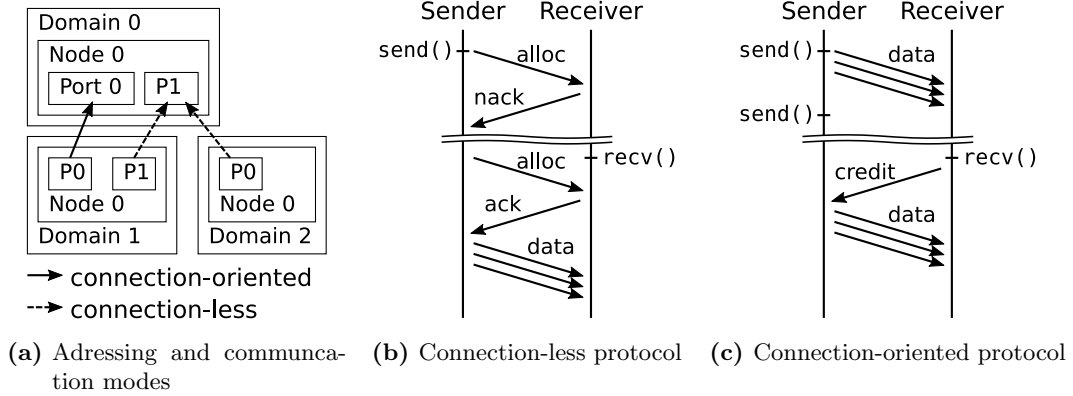 Domain 0
Node 0
Port 0
P1
P0
P1
Node 0
Domain 1
P0
Node 0
Domain 2
connection-oriented
connection-less
(a) Adressing and communca-
tion modes
Sender
Receiver
send()
alloc
nack
recv()
alloc
ack
data
(b) Connection-less protocol
Sender
Receiver
send()
data
send()
recv()
credit
data
(c) Connection-oriented protocol